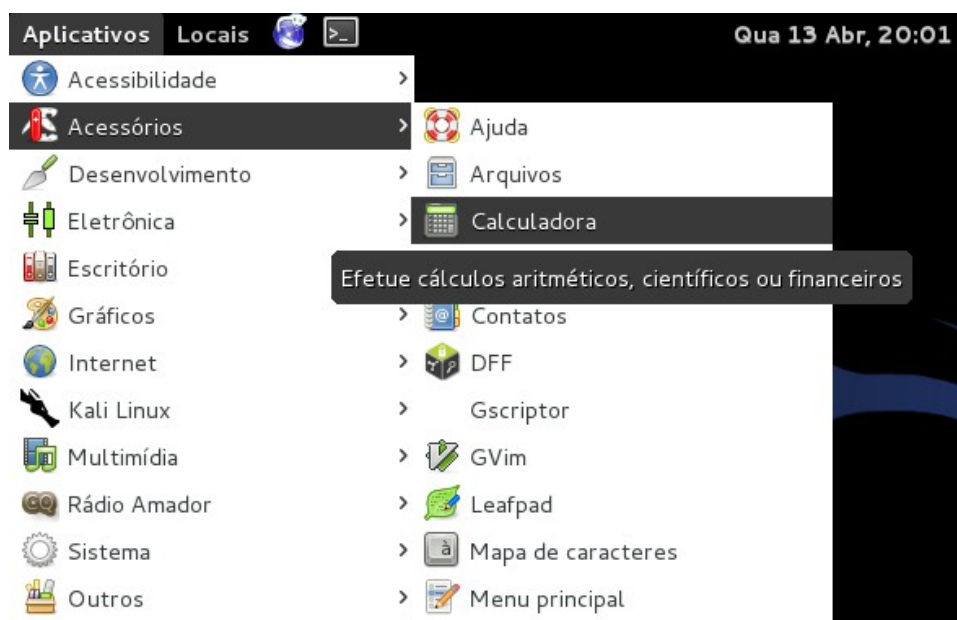 Aplicativos Locais Qua 13 Abr, 20:01
Acessibilidade
Acessórios
Desenvolvimento
Eletrônica
Escritório
Gráficos
Internet
Kali Linux
Multimídia
Rádio Amador
Sistema
Outros
Ajuda
Arquivos
Calculadora
Efetue cálculos aritméticos, científicos ou financeiros
Contatos
DFF
Gscriptor
GVim
Leafpad
Mapa de caracteres
Menu principal